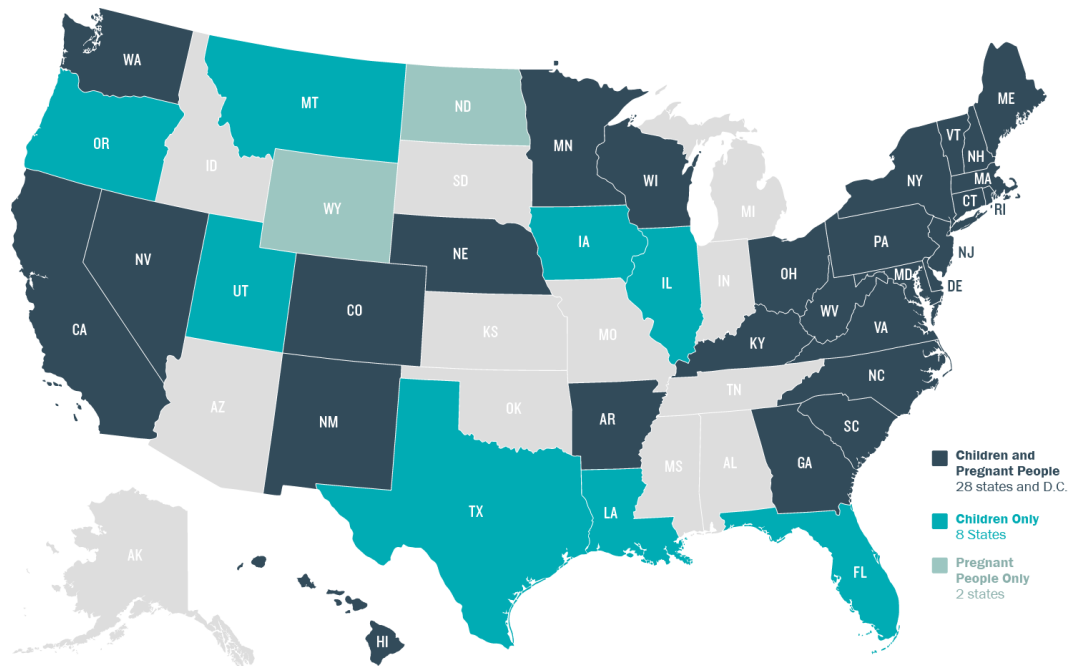 WA
MT
ND
MN
ME
OR
ID
SD
WI
VT
NH
MA
NY
CT
RI
WY
MI
IA
NE
PA
NJ
NV
UT
CO
IL
IN
OH
MD
DE
WV
VA
CA
KS
MO
KY
NC
AZ
NM
OK
AR
TN
SC
MS
AL
GA
TX
LA
AK
HI
FL
Children and
Pregnant People
28 states and D.C.
Children Only
8 States
Pregnant
People Only
2 states